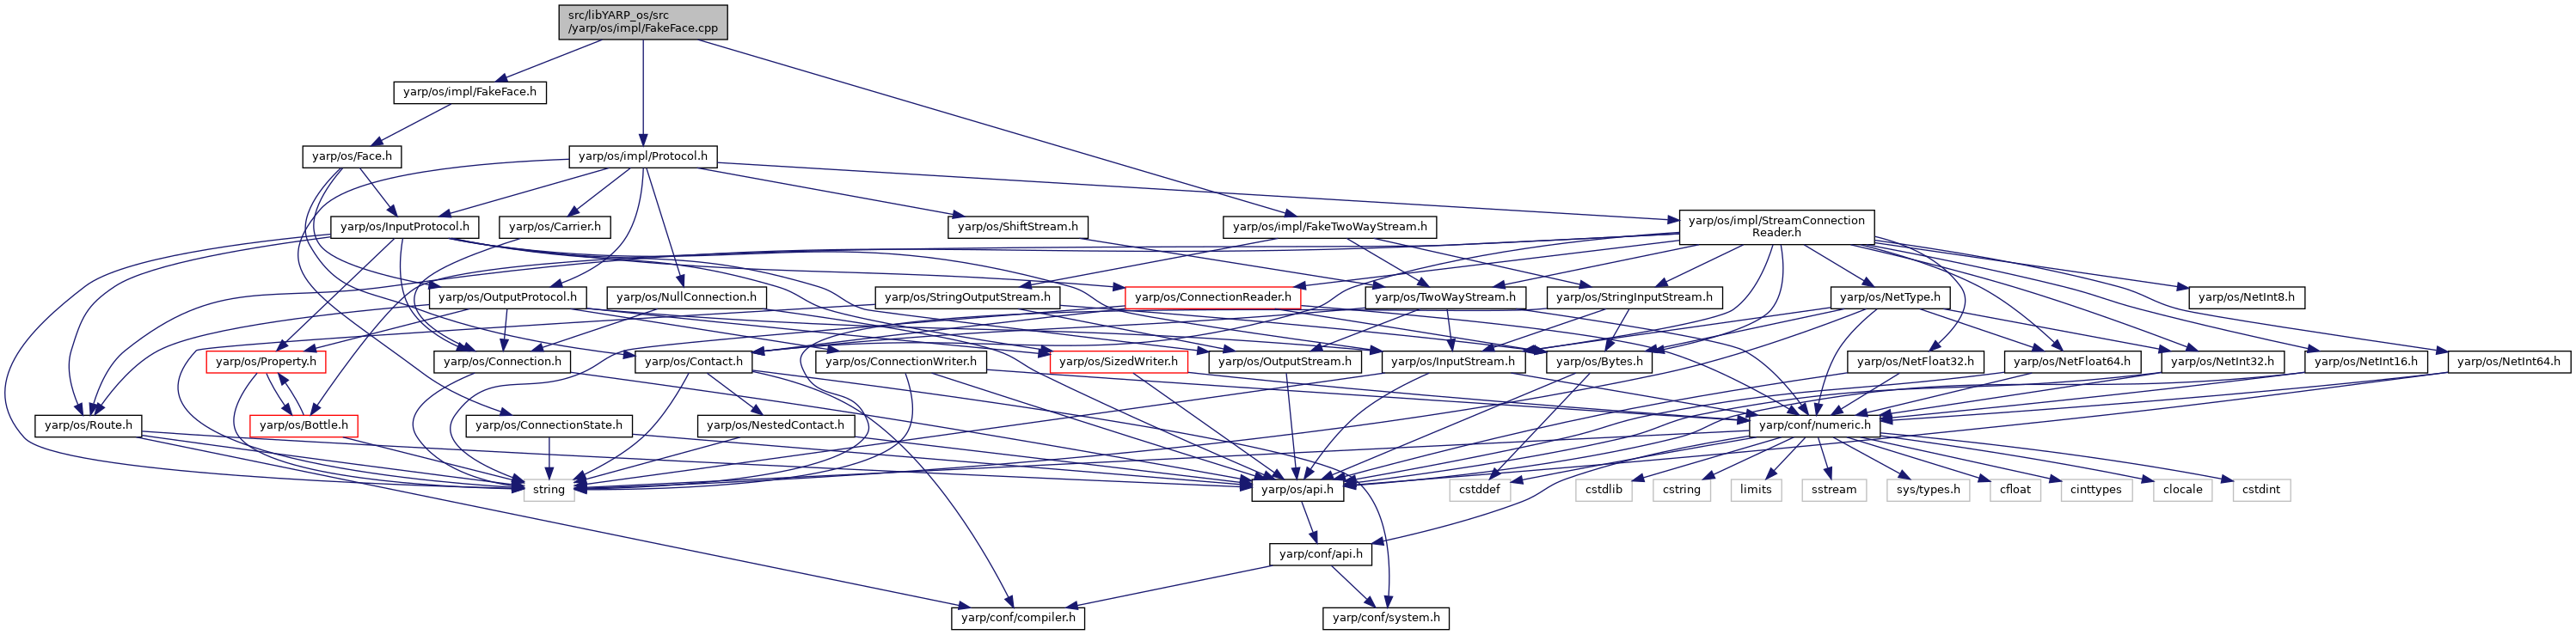 src/libYARP_os/src
/yarp/os/impl/FakeFace.cpp
yarp/os/impl/FakeFace.h
yarp/os/Face.h
yarp/os/impl/Protocol.h
yarp/os/InputProtocol.h
yarp/os/Carrier.h
yarp/os/ShiftStream.h
yarp/os/impl/FakeTwoWayStream.h
yarp/os/impl/StreamConnection
Reader.h
yarp/os/OutputProtocol.h
yarp/os/NullConnection.h
yarp/os/StringOutputStream.h
yarp/os/ConnectionReader.h
yarp/os/TwoWayStream.h
yarp/os/StringInputStream.h
yarp/os/NetType.h
yarp/os/NetInt8.h
yarp/os/Property.h
yarp/os/Connection.h
yarp/os/Contact.h
yarp/os/ConnectionWriter.h
yarp/os/SizedWriter.h
yarp/os/OutputStream.h
yarp/os/InputStream.h
yarp/os/Bytes.h
yarp/os/NetFloat32.h
yarp/os/NetFloat64.h
yarp/os/NetInt32.h
yarp/os/NetInt16.h
yarp/os/NetInt64.h
yarp/os/Route.h
yarp/os/Bottle.h
yarp/os/ConnectionState.h
yarp/os/NestedContact.h
yarp/conf/numeric.h
string
yarp/os/api.h
cstddef
cstdlib
cstring
limits
sstream
sys/types.h
cfloat
cinttypes
clocale
cstdint
yarp/conf/api.h
yarp/conf/compiler.h
yarp/conf/system.h